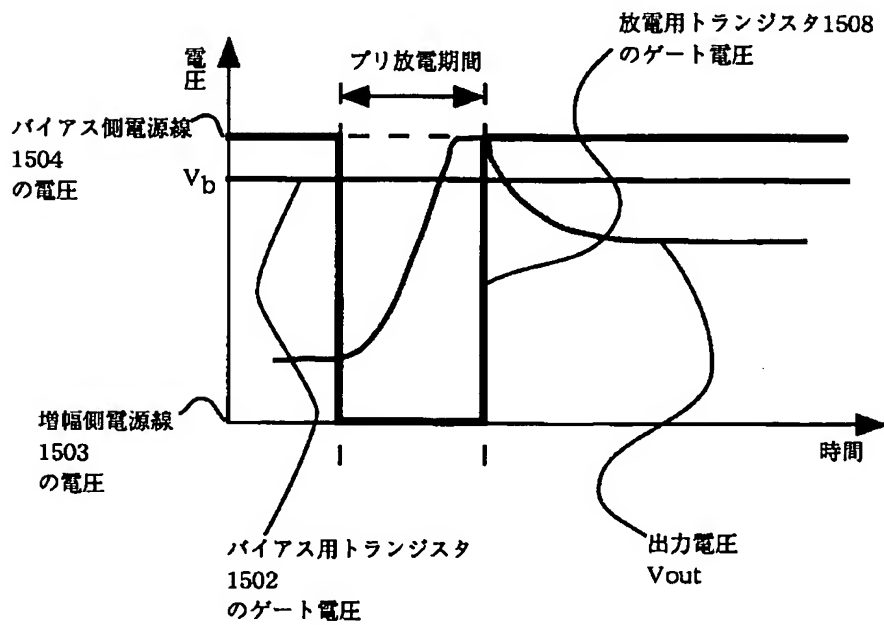 放電用トランジスタ1508
のゲート電圧
電
圧
プリ放電期間
バイアス側電源線
1504
の電圧
Vb
増幅側電源線
1503
の電圧
時間
バイアス用トランジスタ
1502
のゲート電圧
出力電圧
Vout